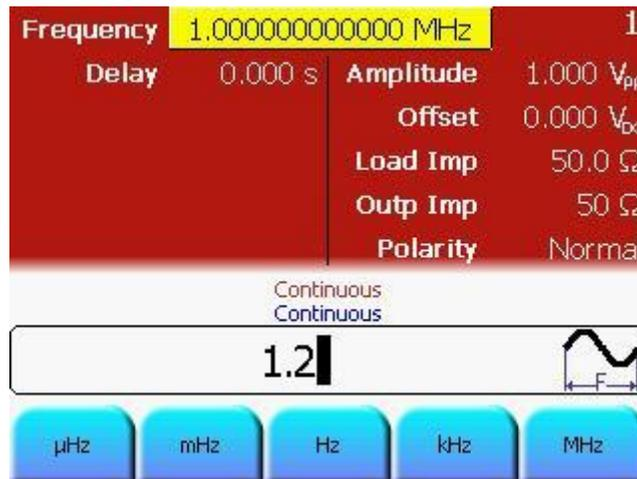 Frequency 1.000000000000 MHz 1
Delay 0.000 s Amplitude 1.000 Vpp
Offset 0.000 VDC
Load Imp 50.0 Ω
Outp Imp 50 Ω
Polarity Norma
Continuous
Continuous
1.2
F
µHz mHz Hz kHz MHz